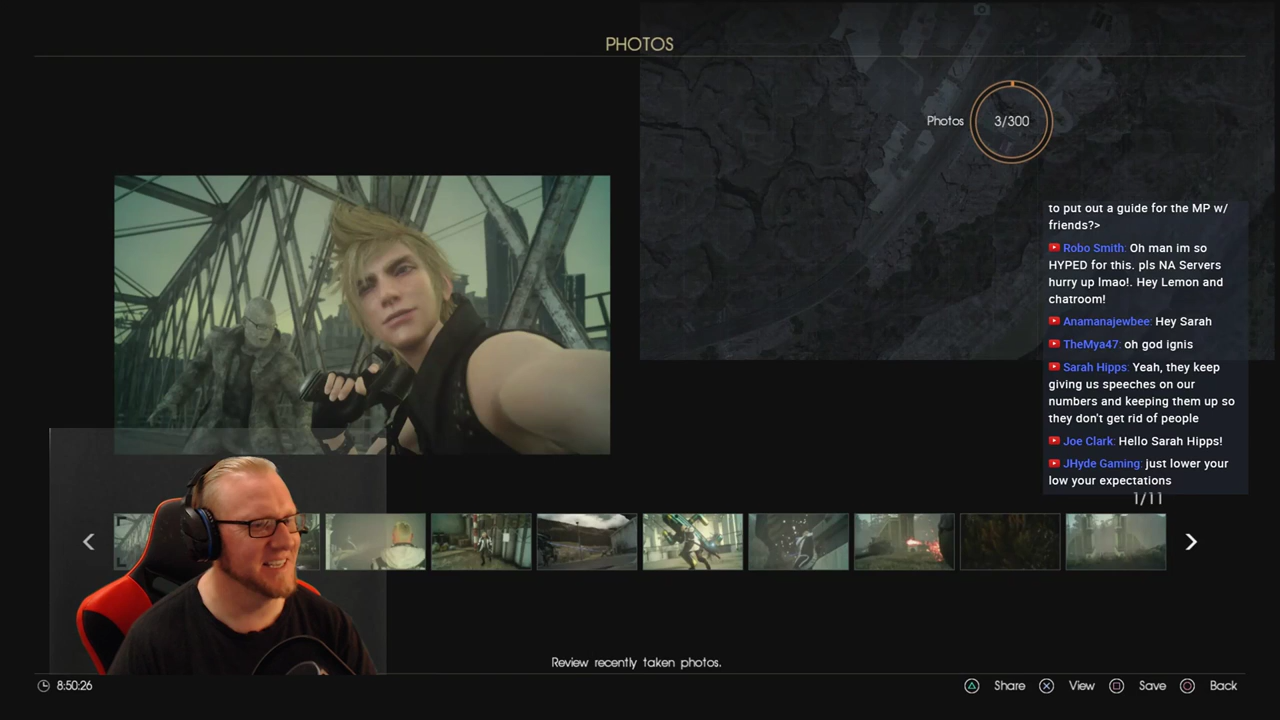 PHOTOS
Photos
3/300
to put out a guide for the MP w/
friends?>
Robo Smith: Oh man im so
HYPED for this. pls NA Servers
hurry up lmao!. Hey Lemon and
chatroom!
Anamanajewbee: Hey Sarah
TheMya47: oh god ignis
Sarah Hipps: Yeah, they keep
giving us speeches on our
numbers and keeping them up so
they don't get rid of people
Joe Clark: Hello Sarah Hipps!
JHyde Gaming: just lower your
low your expectations
1/11
Review recently taken photos.
8:50:26
Share
View
Save
Back